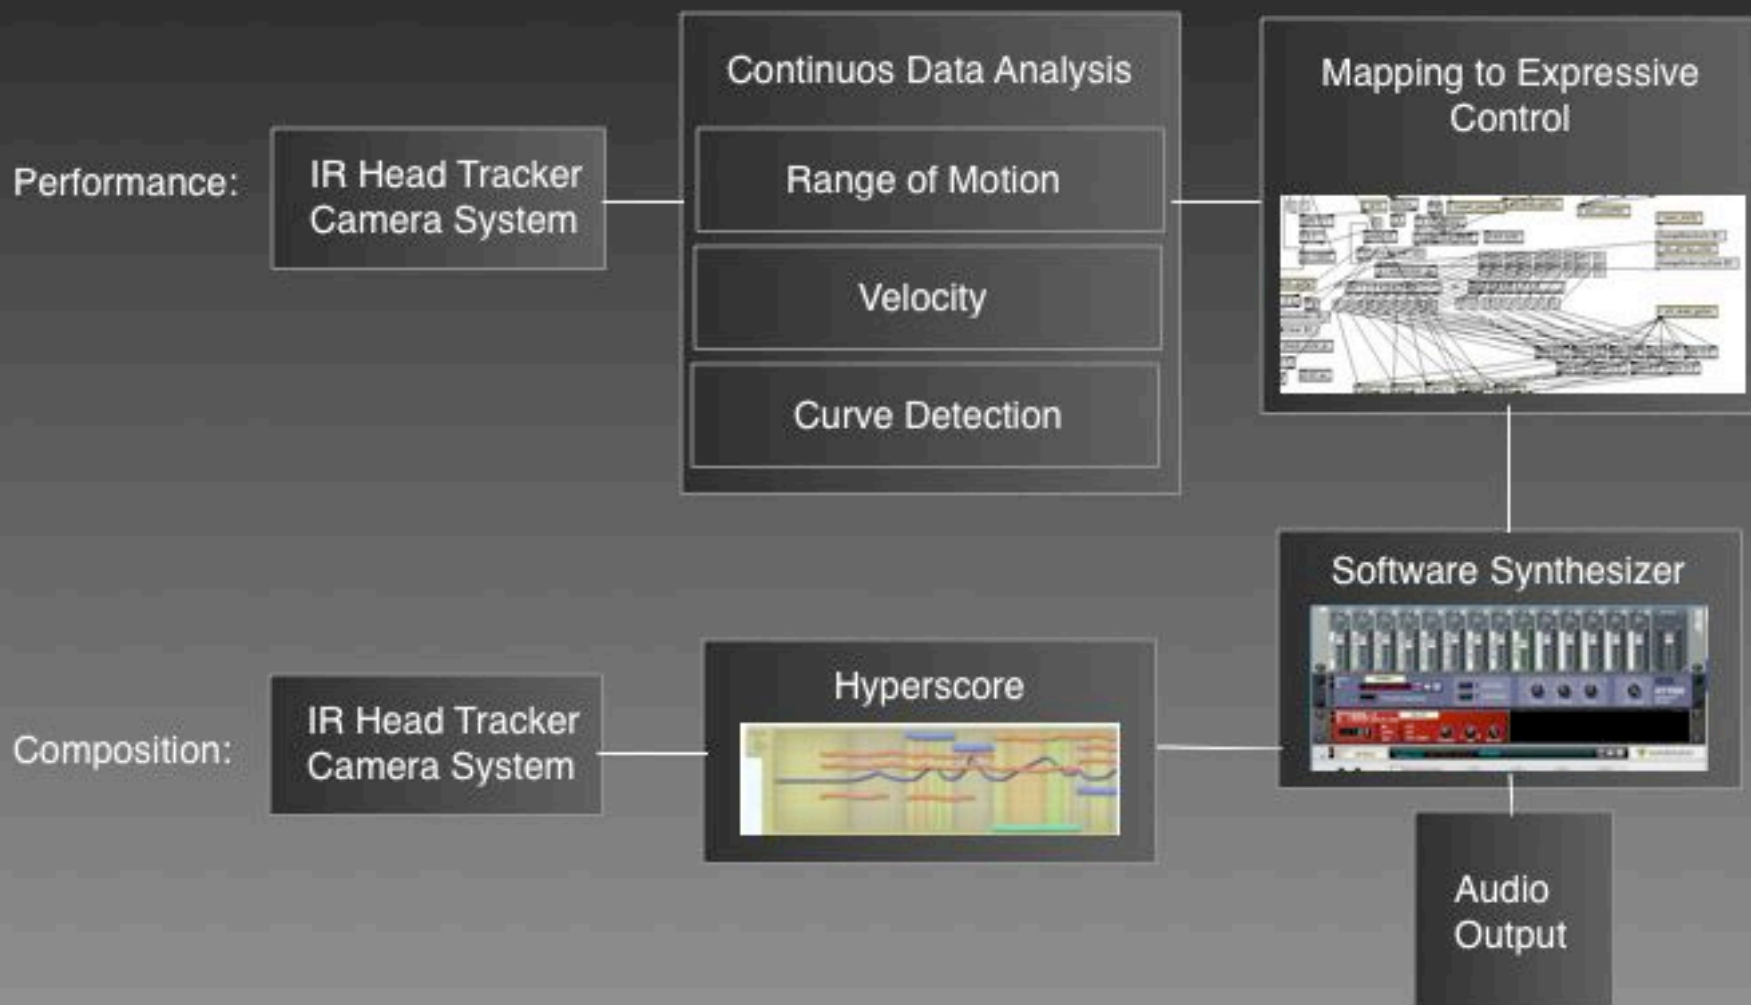 Performance:
IR Head Tracker
Camera System
Continuos Data Analysis
Range of Motion
Velocity
Curve Detection
Mapping to Expressive
Control
Composition:
IR Head Tracker
Camera System
Hyperscore
Software Synthesizer
Audio
Output